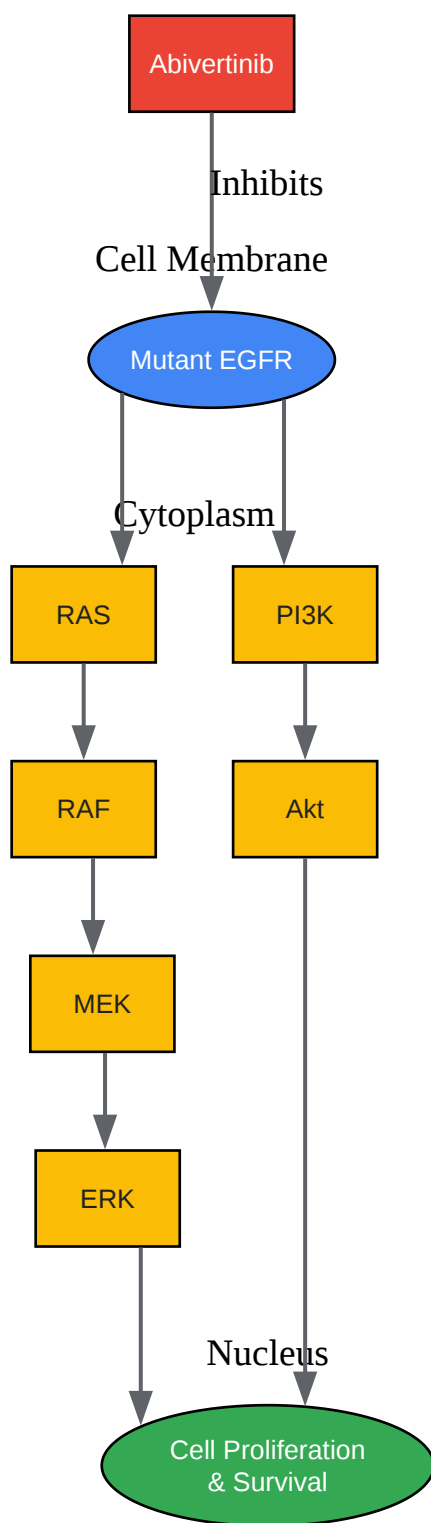 Abivertinib
Inhibits
Cell Membrane
Mutant EGFR
Cytoplasm
RAS
PI3K
RAF
Akt
MEK
ERK
Nucleus
Cell Proliferation
& Survival